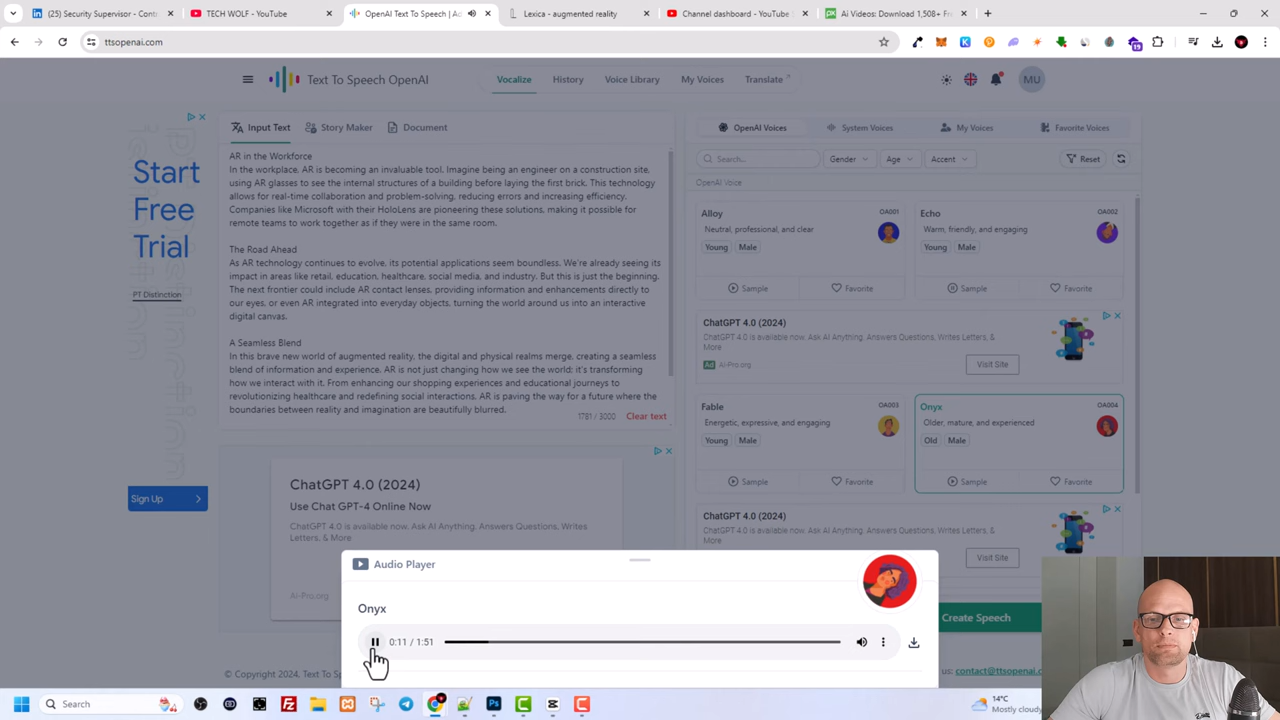 (25) Security Supervisor - Cont
TECH WOLF - YouTube
OpenAI Text To Speech | Ad
Lexica - augmented reality
Channel dashboard - YouTube S
Ai Videos: Download 1,508+ Fre
ttsopenai.com
19
Text To Speech OpenAI
Vocalize
History
Voice Library
My Voices
Translate
MU
Start
Free
Trial
PT Distinction
Sign Up
Input Text
Story Maker
Document
AR in the Workforce
In the workplace, AR is becoming an invaluable tool. Imagine being an engineer on a construction site,
using AR glasses to see the internal structures of a building before laying the first brick. This technology
allows for real-time collaboration and problem-solving, reducing errors and increasing efficiency.
Companies like Microsoft with their HoloLens are pioneering these solutions, making it possible for
remote teams to work together as if they were in the same room.
The Road Ahead
As AR technology continues to evolve, its potential applications seem boundless. We're already seeing its
impact in areas like retail, education, healthcare, social media, and industry. But this is just the beginning.
The next frontier could include AR contact lenses, providing information and enhancements directly to
our eyes, or even AR integrated into everyday objects, turning the world around us into an interactive
digital canvas.
A Seamless Blend
In this brave new world of augmented reality, the digital and physical realms merge, creating a seamless
blend of information and experience. AR is not just changing how we see the world; it's transforming
how we interact with it. From enhancing our shopping experiences and educational journeys to
revolutionizing healthcare and redefining social interactions, AR is paving the way for a future where the
boundaries between reality and imagination are beautifully blurred.
1781 / 3000
Clear text
ChatGPT 4.0 (2024)
Use Chat GPT-4 Online Now
ChatGPT 4.0 is available now. Ask AI Anything. Answers Questions, Writes
Letters, & More
AI-Pro.org
OpenAI Voices
System Voices
My Voices
Favorite Voices
Search...
Gender
Age
Accent
Reset
OpenAI Voice
Alloy
OA001
Neutral, professional, and clear
Young
Male
Sample
Favorite
Echo
OA002
Warm, friendly, and engaging
Young
Male
Sample
Favorite
ChatGPT 4.0 (2024)
ChatGPT 4.0 is available now. Ask AI Anything, Answers Questions, Writes Letters, &
More
Ad
AI-Pro.org
Visit Site
Fable
OA003
Energetic, expressive, and engaging
Young
Male
Sample
Favorite
Onyx
OA004
Older, mature, and experienced
Old
Male
Sample
Favorite
ChatGPT 4.0 (2024)
ChatGPT 4.0 is available now. Ask AI Anything, Answers Questions, Writes Letters, &
More
Visit Site
Create Speech
Audio Player
Onyx
0:11 / 1:51
© Copyright 2024. Text To S
contact@ttsopenai
Search
14°C
Mostly cloudy